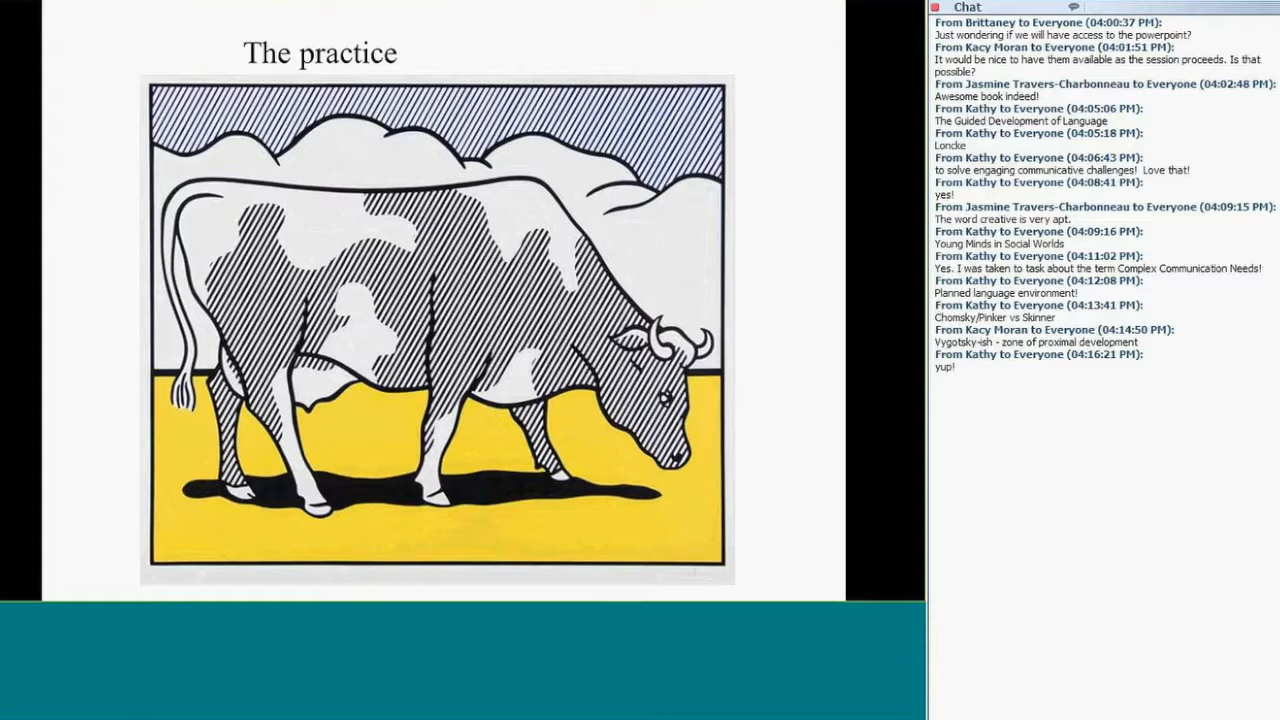 The practice
Chat
From Brittaney to Everyone (04:00:37 PM):
Just wondering if we will have access to the powerpoint?
From Kacy Moran to Everyone (04:01:51 PM):
It would be nice to have them available as the session proceeds. Is that
possible?
From Jasmine Travers-Charbonneau to Everyone (04:02:48 PM):
Awesome book indeed!
From Kathy to Everyone (04:05:06 PM):
The Guided Development of Language
From Kathy to Everyone (04:05:18 PM):
Loncke
From Kathy to Everyone (04:06:43 PM):
to solve engaging communicative challenges!  Love that!
From Kathy to Everyone (04:08:41 PM):
yes!
From Jasmine Travers-Charbonneau to Everyone (04:09:15 PM):
The word creative is very apt.
From Kathy to Everyone (04:09:16 PM):
Young Minds in Social Worlds
From Kathy to Everyone (04:11:02 PM):
Yes. I was taken to task about the term Complex Communication Needs!
From Kathy to Everyone (04:12:08 PM):
Planned language environment!
From Kathy to Everyone (04:13:41 PM):
Chomsky/Pinker vs Skinner
From Kacy Moran to Everyone (04:14:50 PM):
Vygotsky-ish - zone of proximal development
From Kathy to Everyone (04:16:21 PM):
yup!